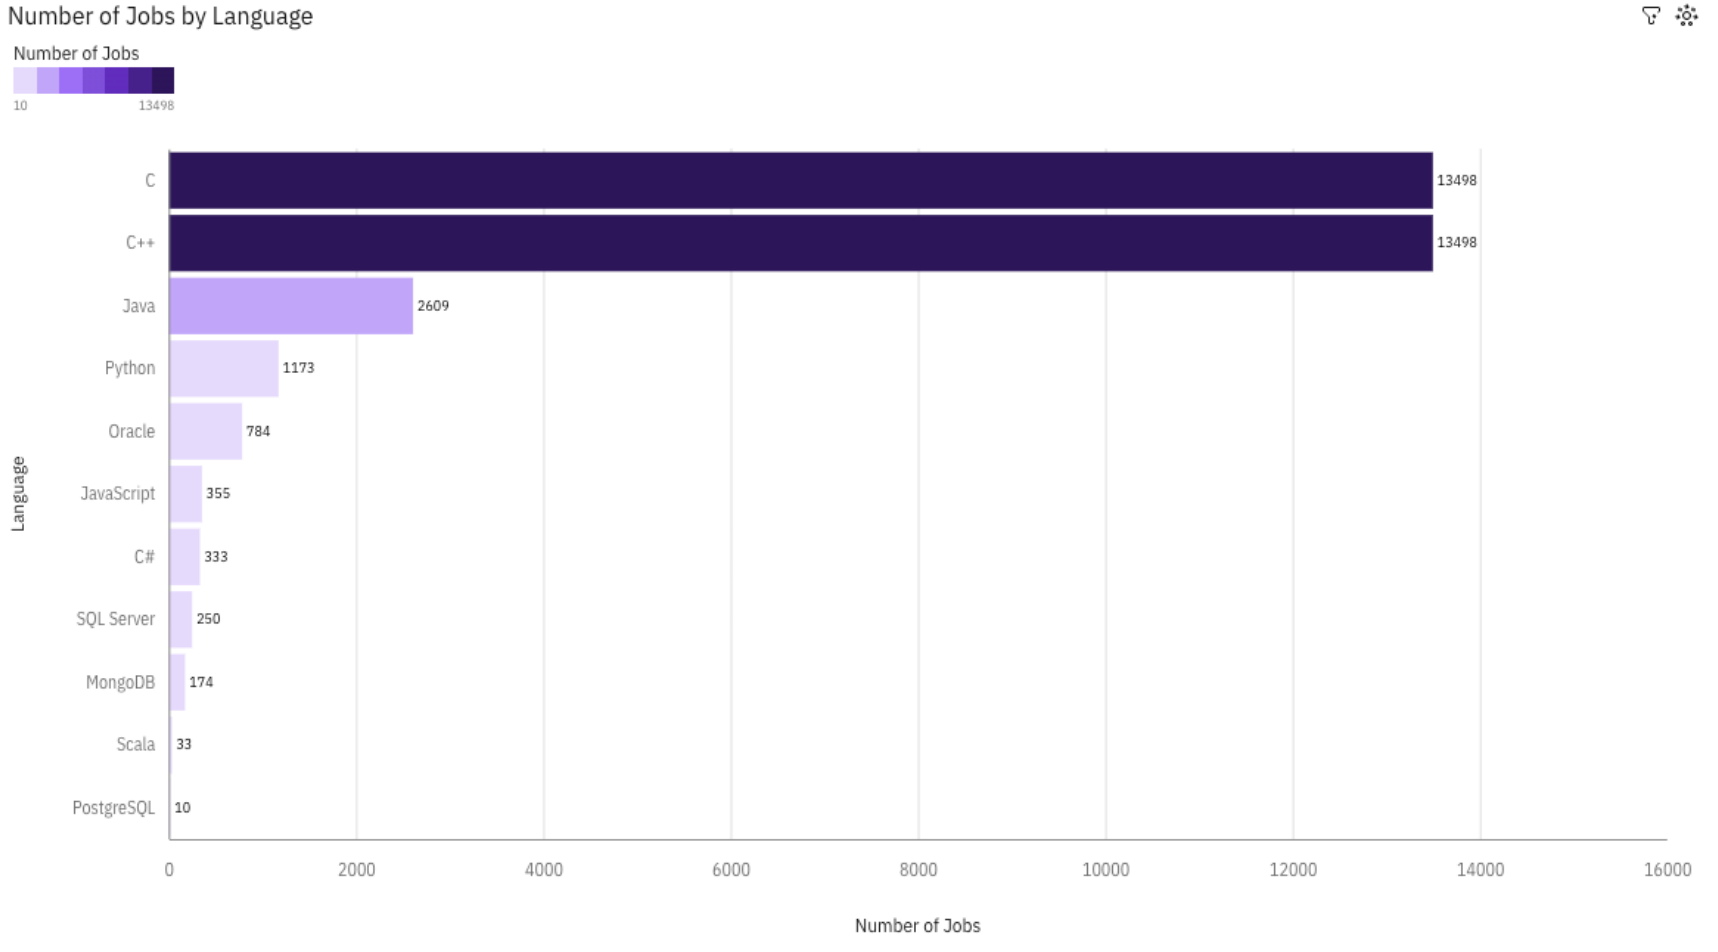 Number of Jobs by Language
Number of Jobs
10 13498
C 13498
C++ 13498
Java 2609
Python 1173
Oracle 784
JavaScript 355
C# 333
SQL Server 250
MongoDB 174
Scala 33
PostgreSQL 10
Language
0 2000 4000 6000 8000 10000 12000 14000 16000
Number of Jobs